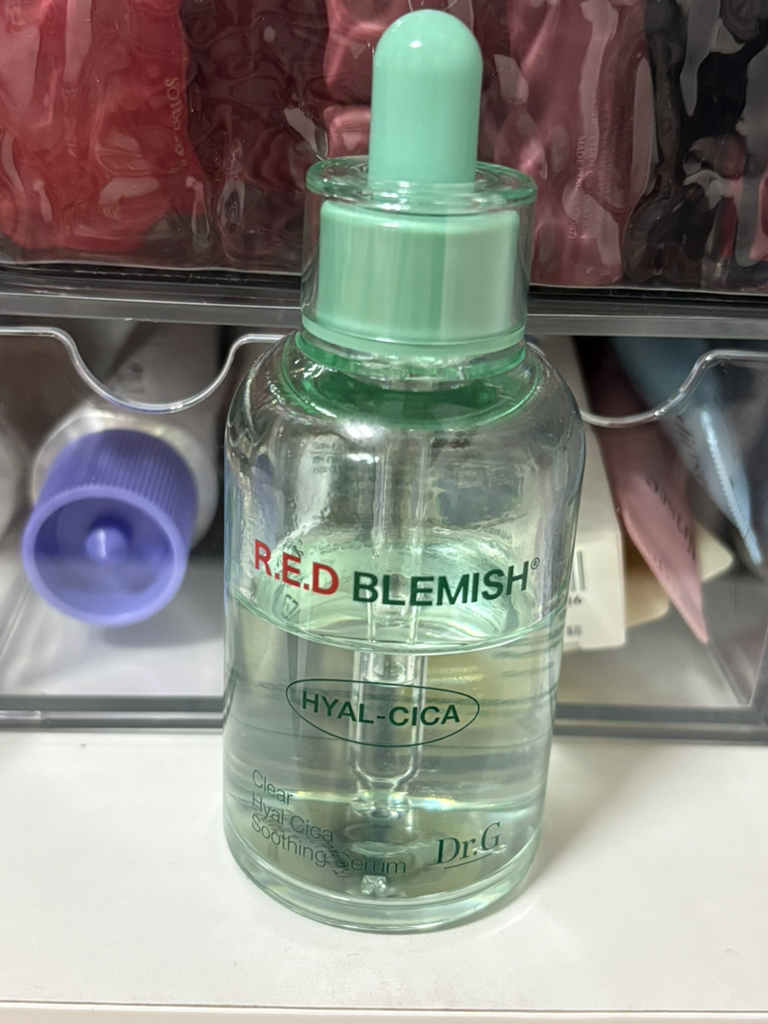 R.E.D BLEMISH®
HYAL-CICA
Clear
Hyal-Cica
Soothing Serum
Dr.G